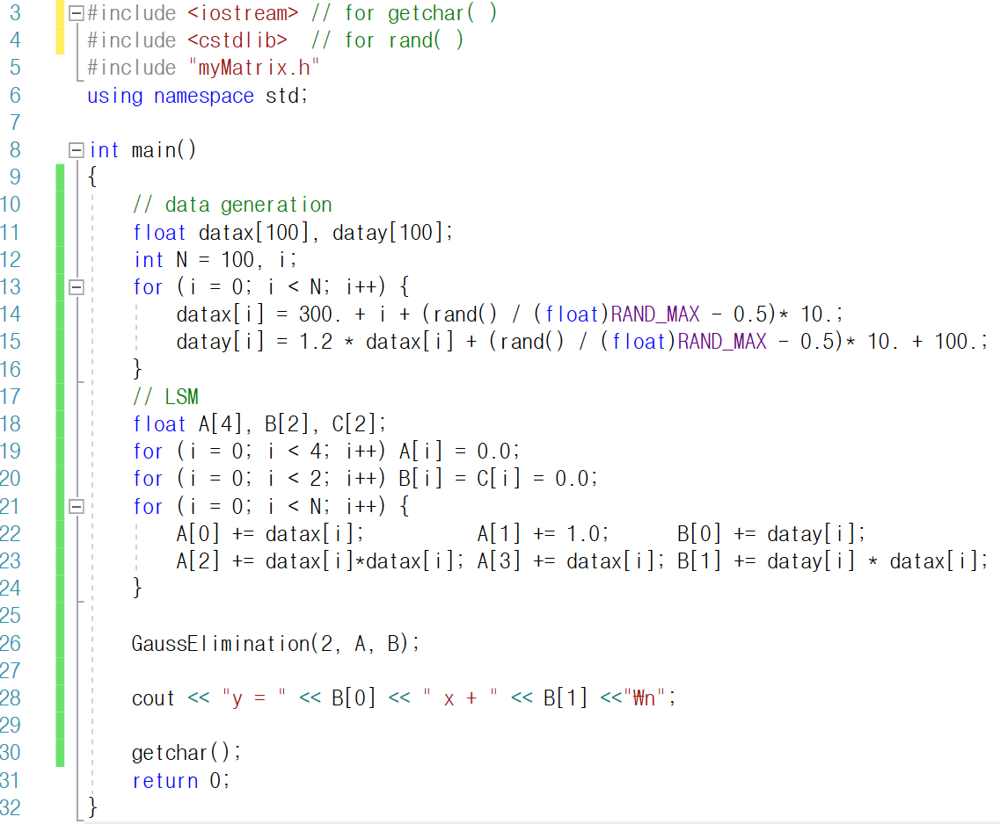 3 #include <iostream> // for getchar( )
4 #include <cstdlib>  // for rand( )
5 #include "myMatrix.h"
6 using namespace std;
7
8 int main()
9 {
10     // data generation
11     float datax[100], datay[100];
12     int N = 100, i;
13     for (i = 0; i < N; i++) {
14         datax[i] = 300. + i + (rand() / (float)RAND_MAX - 0.5)* 10.;
15         datay[i] = 1.2 * datax[i] + (rand() / (float)RAND_MAX - 0.5)* 10. + 100.;
16     }
17     // LSM
18     float A[4], B[2], C[2];
19     for (i = 0; i < 4; i++) A[i] = 0.0;
20     for (i = 0; i < 2; i++) B[i] = C[i] = 0.0;
21     for (i = 0; i < N; i++) {
22         A[0] += datax[i];          A[1] += 1.0;      B[0] += datay[i];
23         A[2] += datax[i]*datax[i]; A[3] += datax[i]; B[1] += datay[i] * datax[i];
24     }
25
26     GaussElimination(2, A, B);
27
28     cout << "y = " << B[0] << " x + " << B[1] <<"₩n";
29
30     getchar();
31     return 0;
32 }